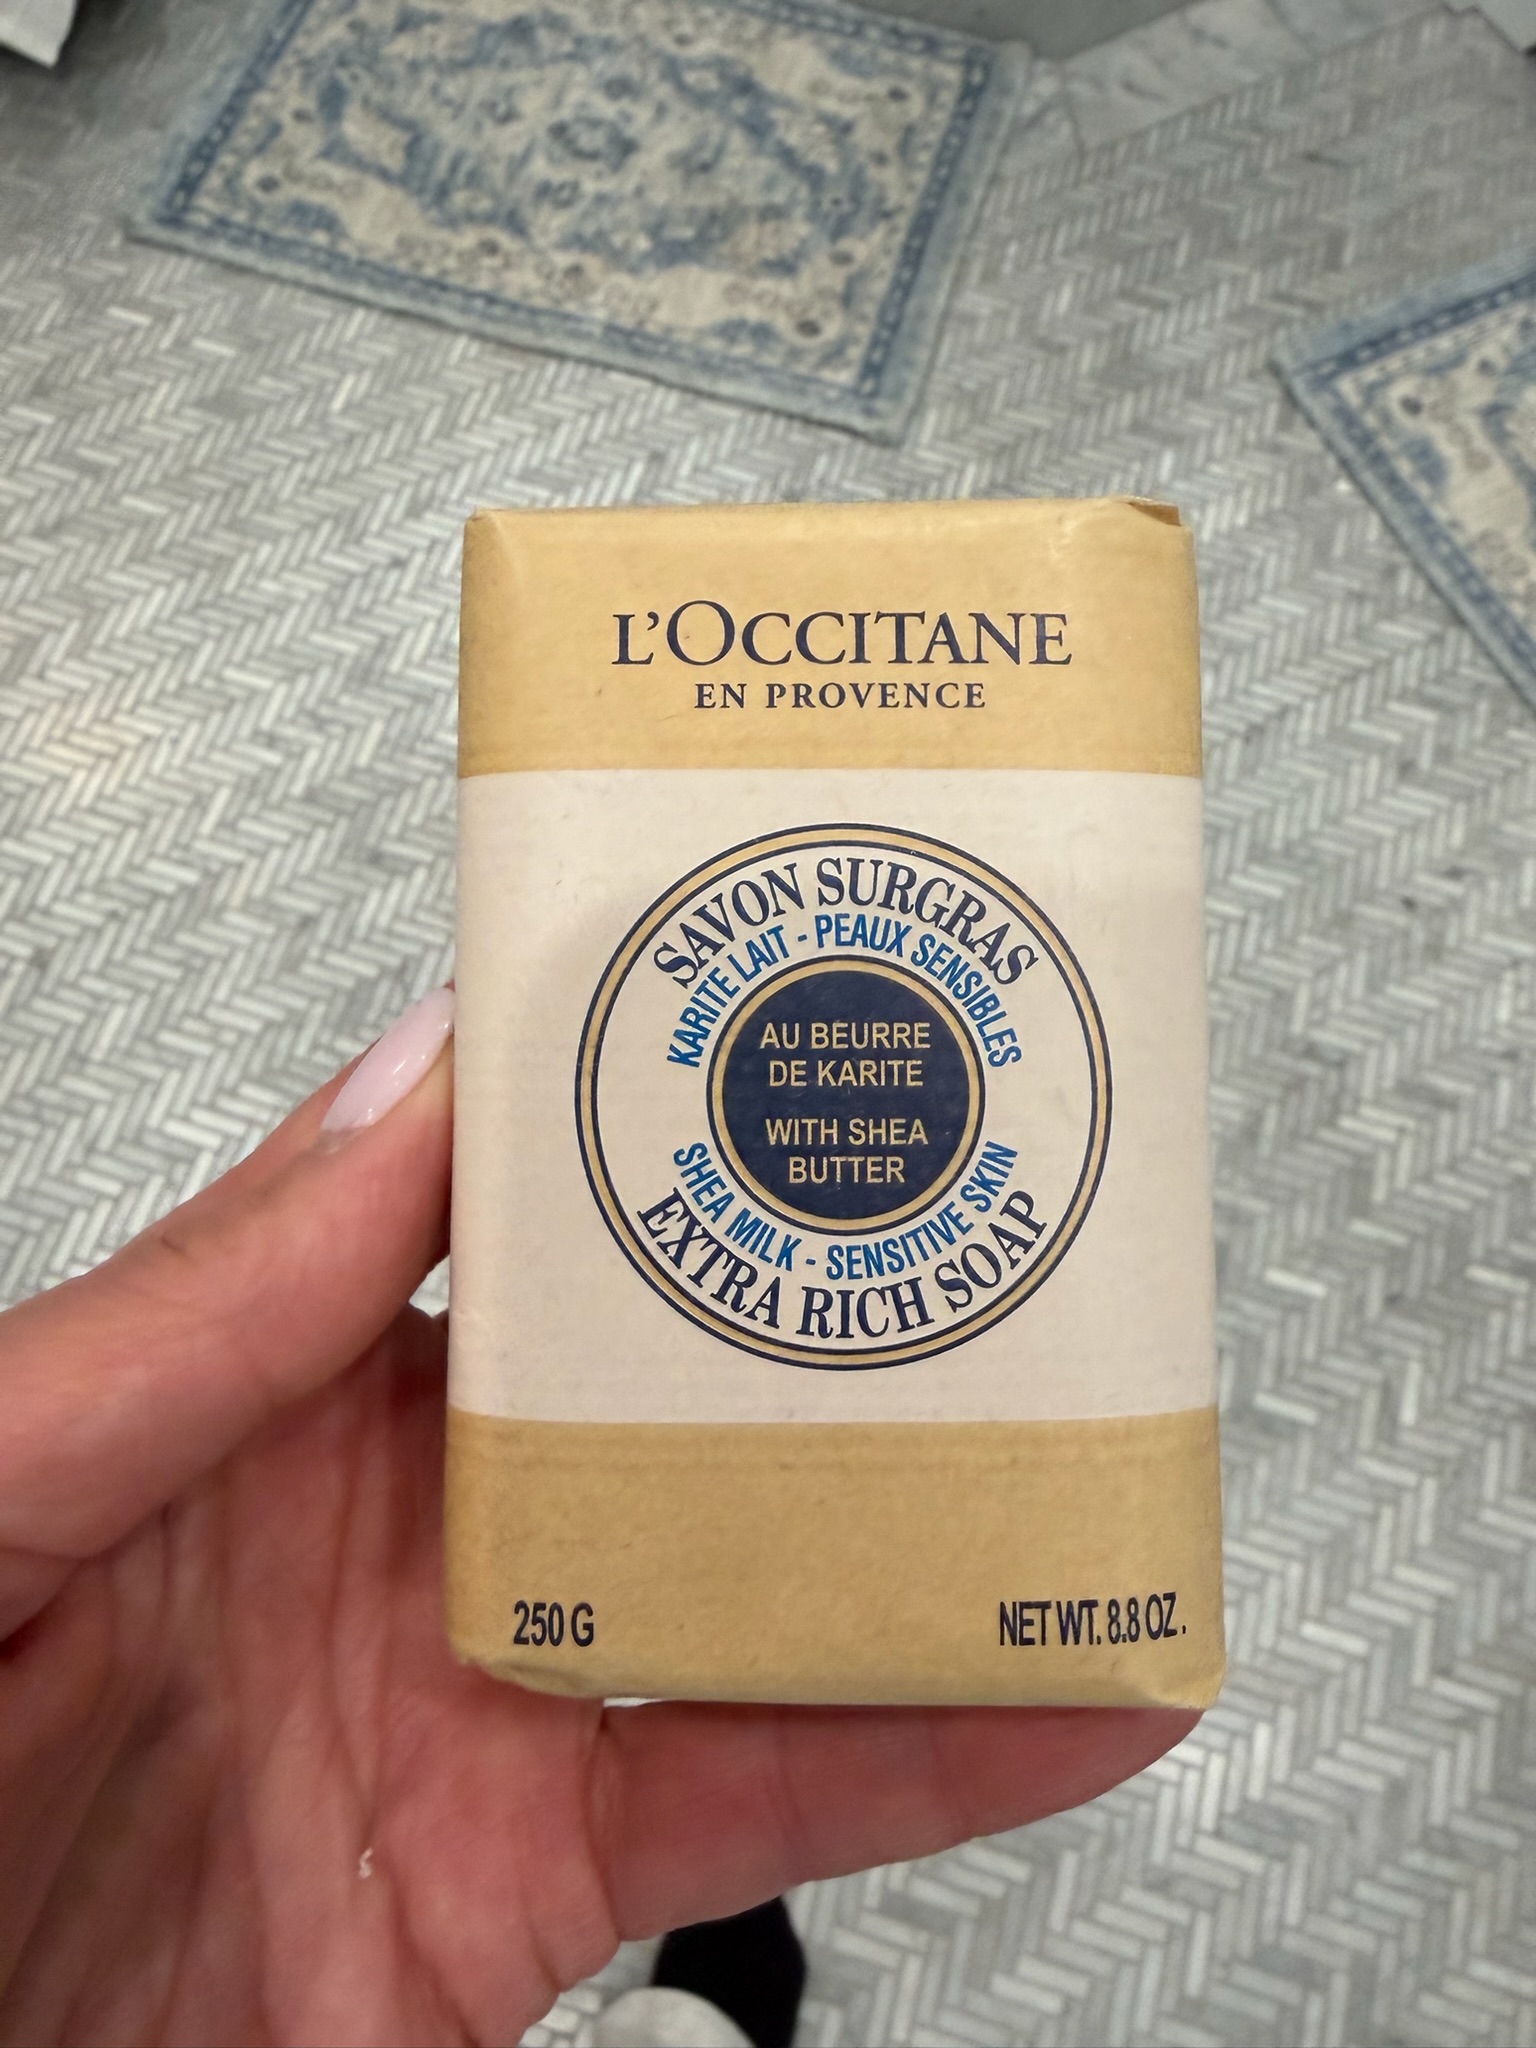 L'OCCITANE
EN PROVENCE
SAVON SURGRAS
KARITE LAIT - PEAUX SENSIBLES
AU BEURRE
DE KARITE
WITH SHEA
BUTTER
SHEA MILK - SENSITIVE SKIN
EXTRA RICH SOAP
250 G
NET WT. 8.8 OZ.